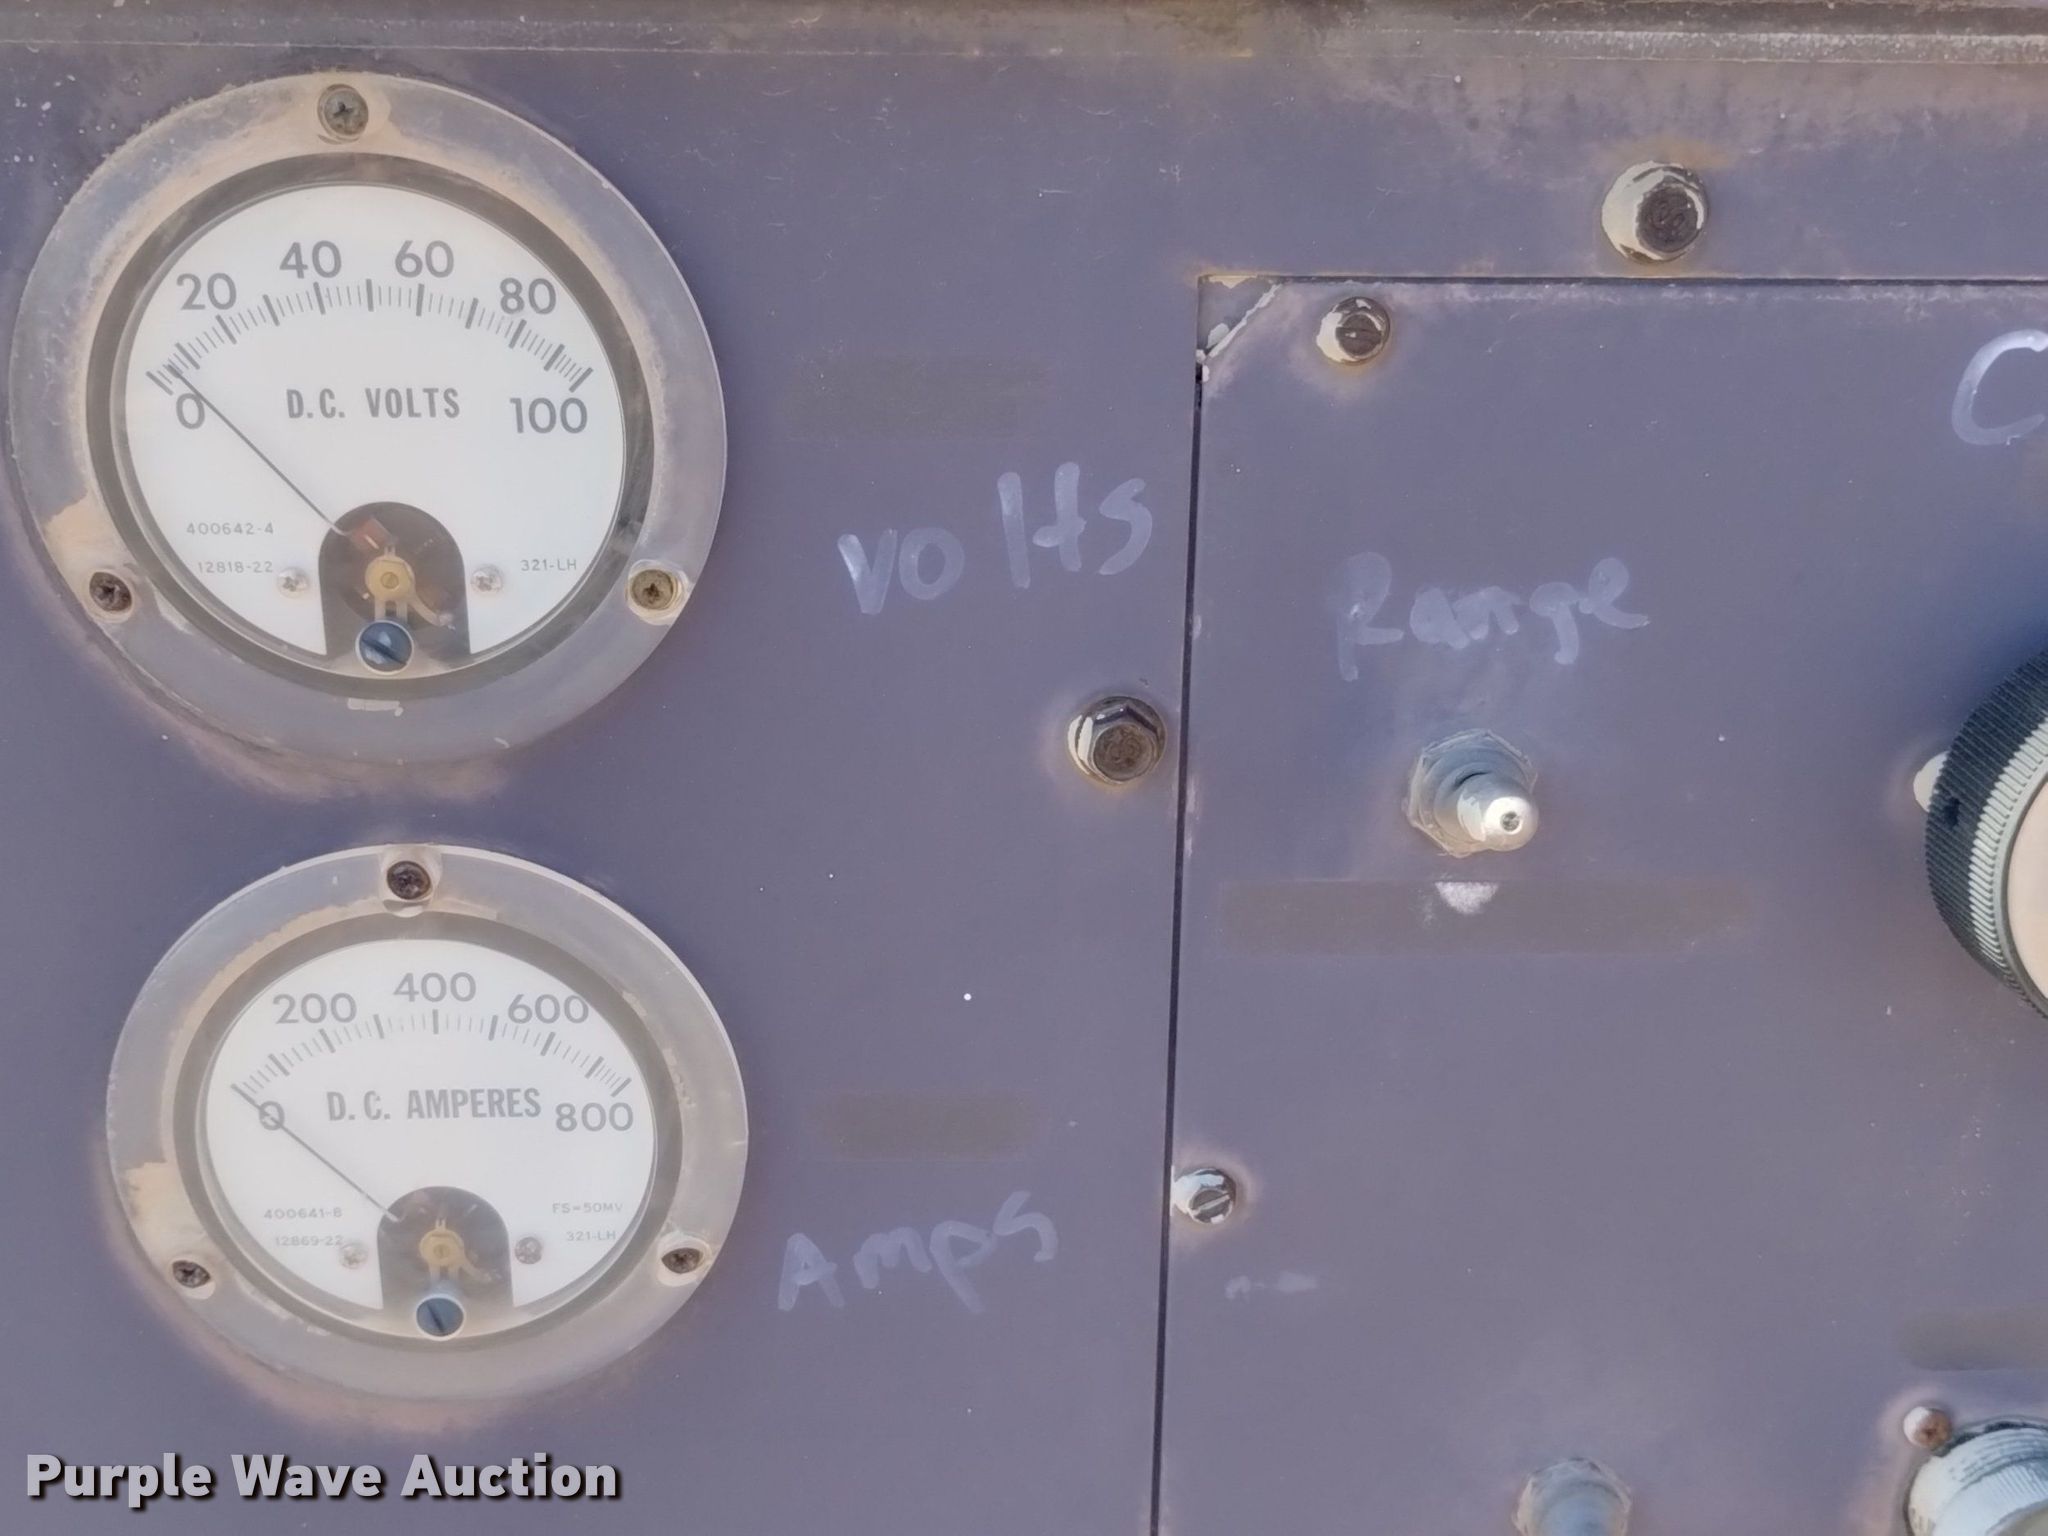 20 40 60 80
0 100
D.C. VOLTS
400642-4
12818-22
321-LH
volts
Range
C
200 400 600
0 800
D.C. AMPERES
400641-8
12869-22
FS=50MV
321-LH
Amps
Purple Wave Auction